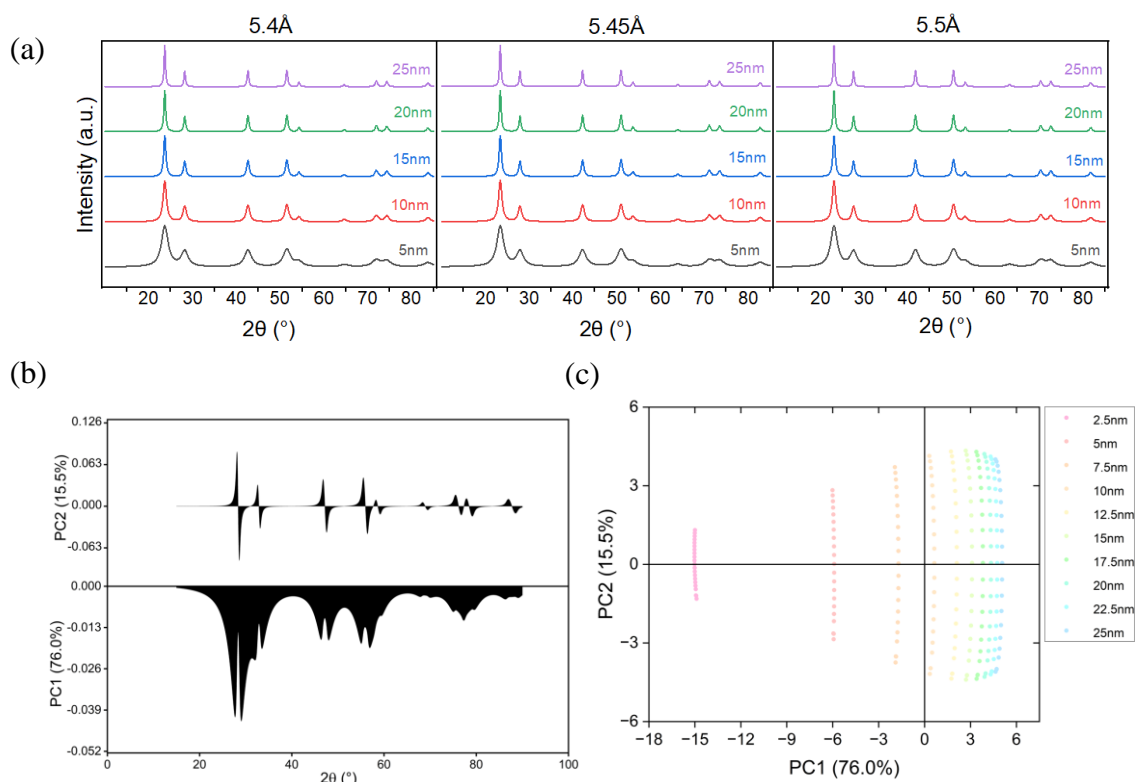 (a)
5.4Å 5.45Å 5.5Å
Intensity (a.u.)
25nm 25nm 25nm
20nm 20nm 20nm
15nm 15nm 15nm
10nm 10nm 10nm
5nm 5nm 5nm
20 30 40 50 60 70 80 20 30 40 50 60 70 80 20 30 40 50 60 70 80
2θ (°) 2θ (°) 2θ (°)
(b)
PC2 (15.5%)
0.126
0.063
0.000
-0.063
PC1 (76.0%)
0.000
-0.013
-0.026
-0.039
-0.052
0 20 40 60 80 100
2θ (°)
(c)
PC2 (15.5%)
6
3
0
−3
−6
−18 −15 −12 −9 −6 −3 0 3 6
PC1 (76.0%)
2.5nm
5nm
7.5nm
10nm
12.5nm
15nm
17.5nm
20nm
22.5nm
25nm